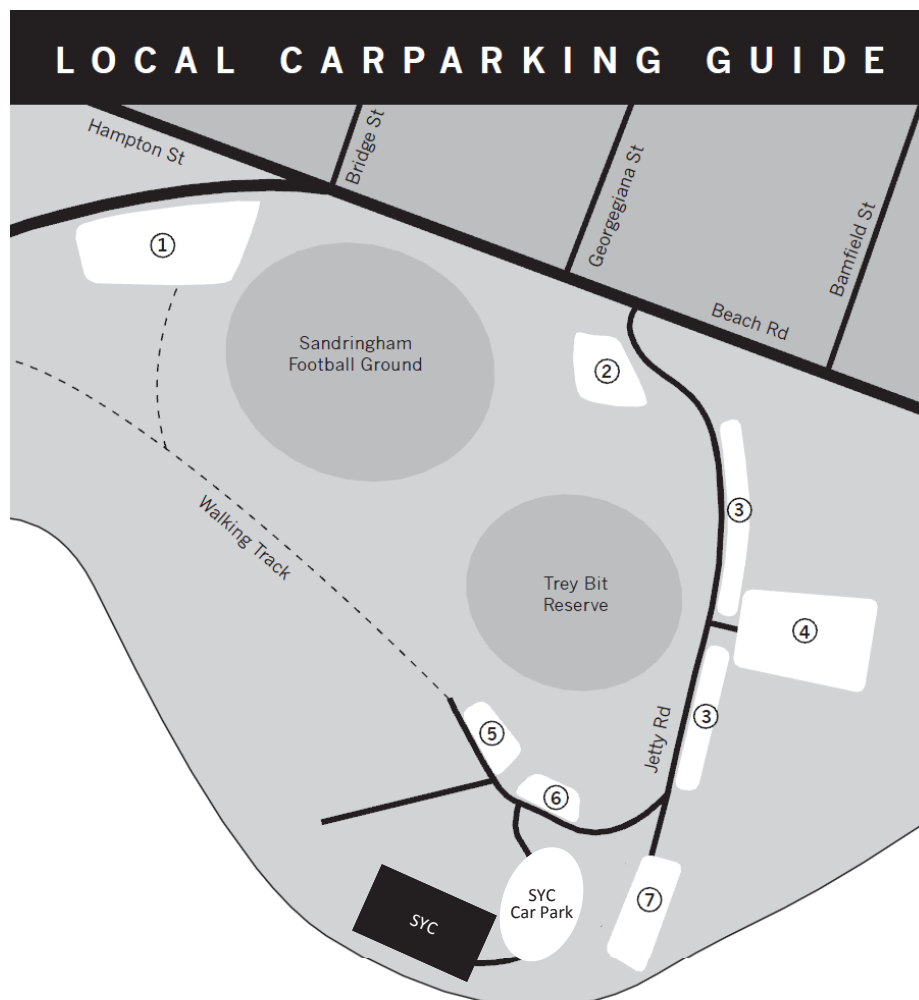 LOCAL CARPARKING GUIDE
Hampton St
Bridge St
Georgegiana St
Bamfield St
Beach Rd
1
Sandringham
Football Ground
2
3
Walking Track
Trey Bit
Reserve
4
3
Jetty Rd
5
6
SYC
Car Park
7
SYC